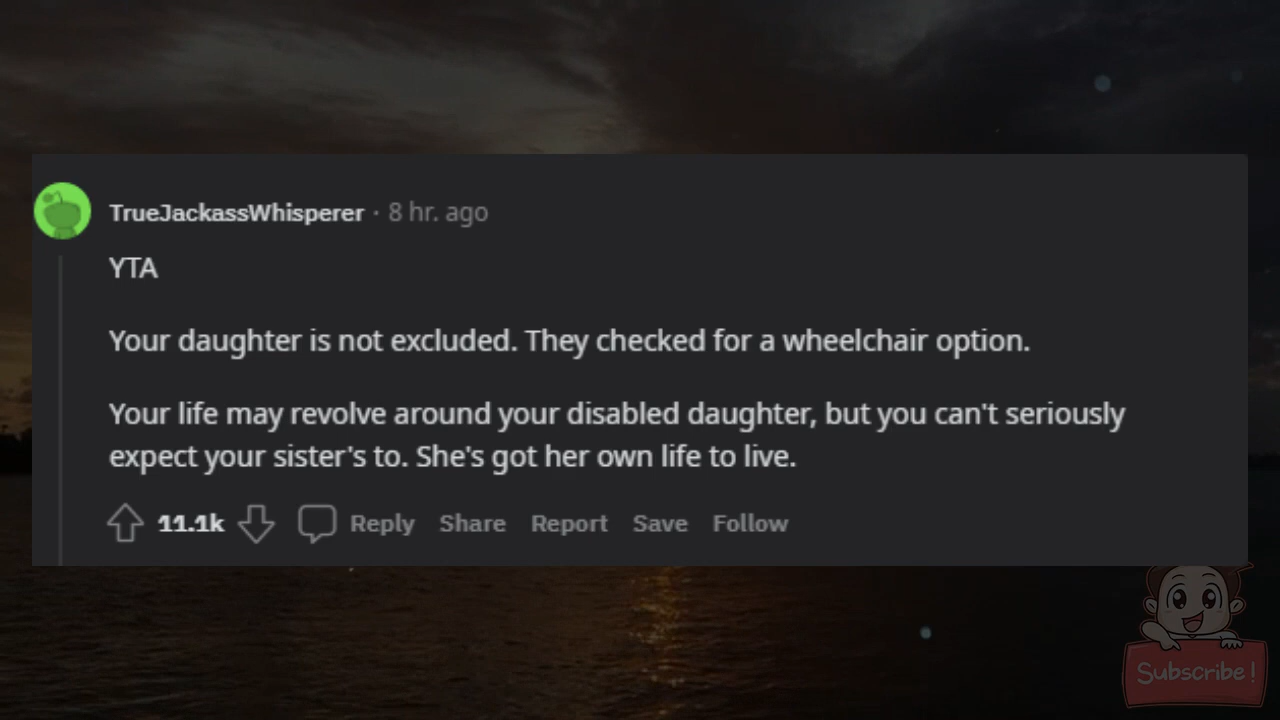 TrueJackassWhisperer · 8 hr. ago
YTA
Your daughter is not excluded. They checked for a wheelchair option.
Your life may revolve around your disabled daughter, but you can't seriously
expect your sister's to. She's got her own life to live.
11.1k Reply Share Report Save Follow
Subscribe!